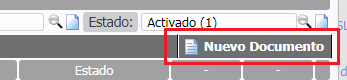 Estado: Activado (1)
Nuevo Documento
Estado - -